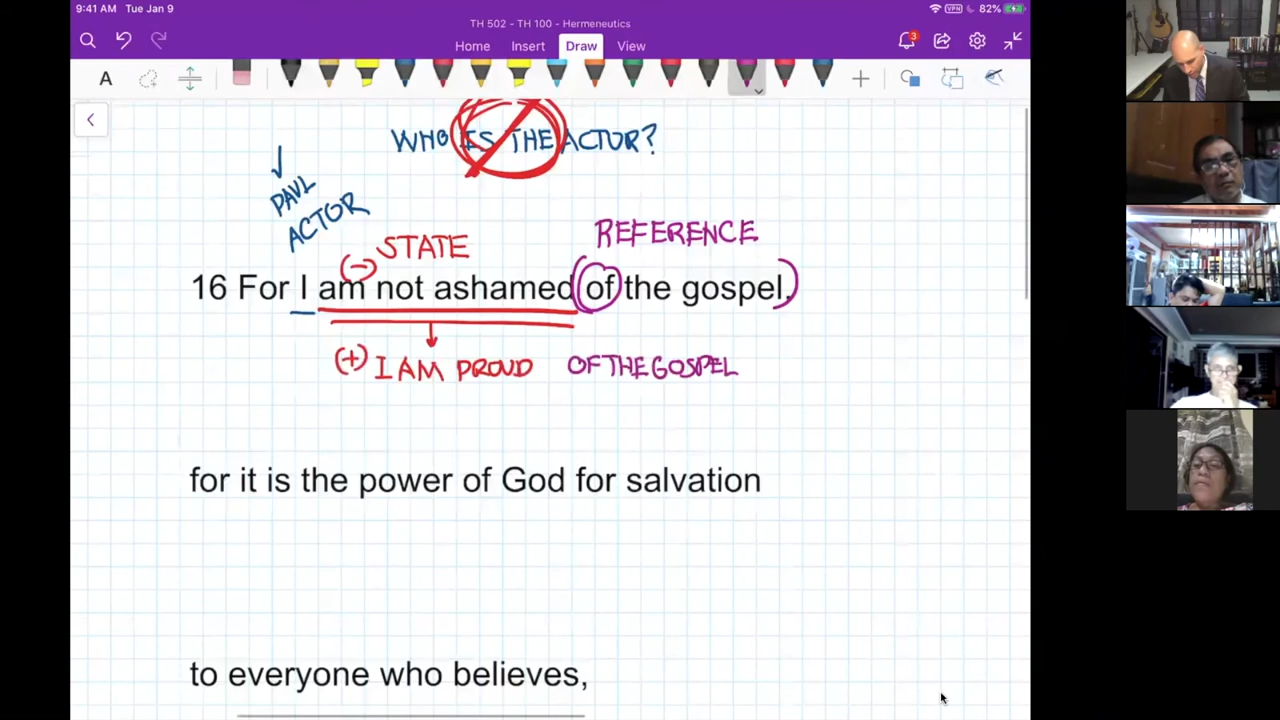 9:41 AM Tue Jan 9
VPN 82%
TH 502 - TH 100 - Hermeneutics
Home Insert Draw View
3
A
WHO IS THE ACTOR?
PAUL
ACTOR
(-) STATE
REFERENCE
16 For I am not ashamed (of the gospel,)
(+) I AM PROUD OF THE GOSPEL
for it is the power of God for salvation
to everyone who believes,